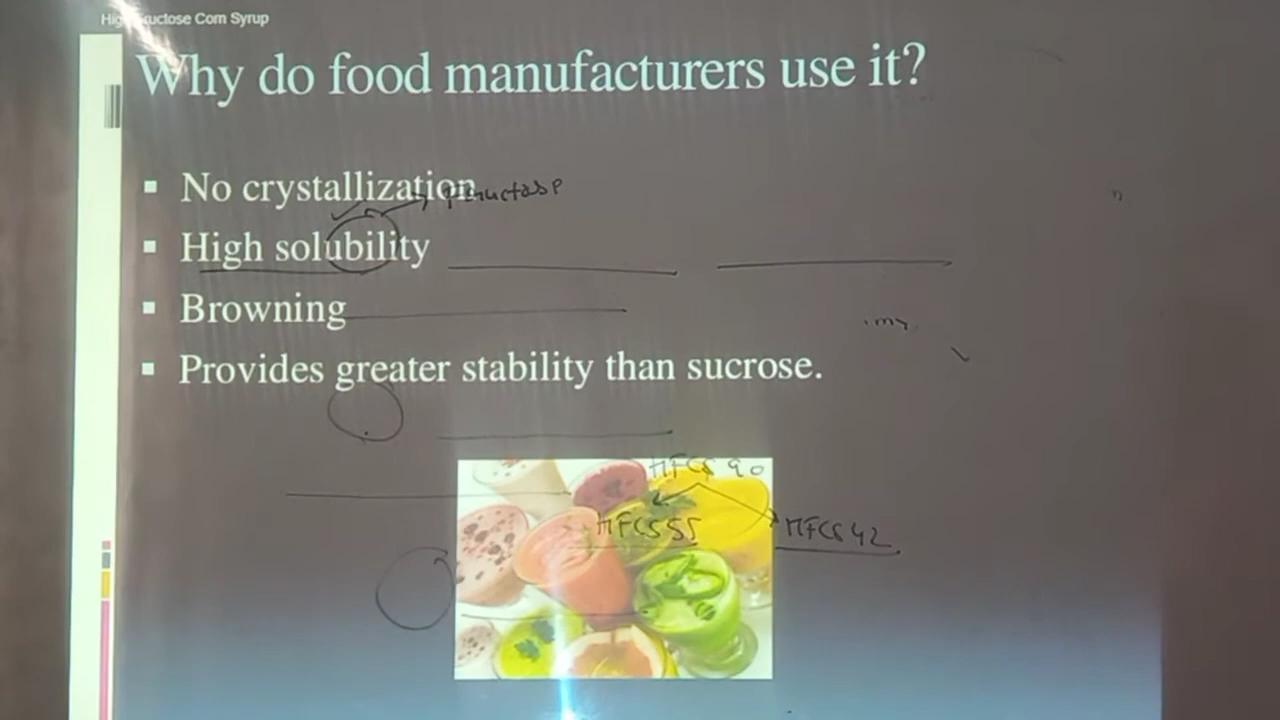 High Fructose Corn Syrup
Why do food manufacturers use it?
▪ No crystallization
▪ High solubility
▪ Browning
▪ Provides greater stability than sucrose.
HFCS 90
HFCS 55
HFCS 42